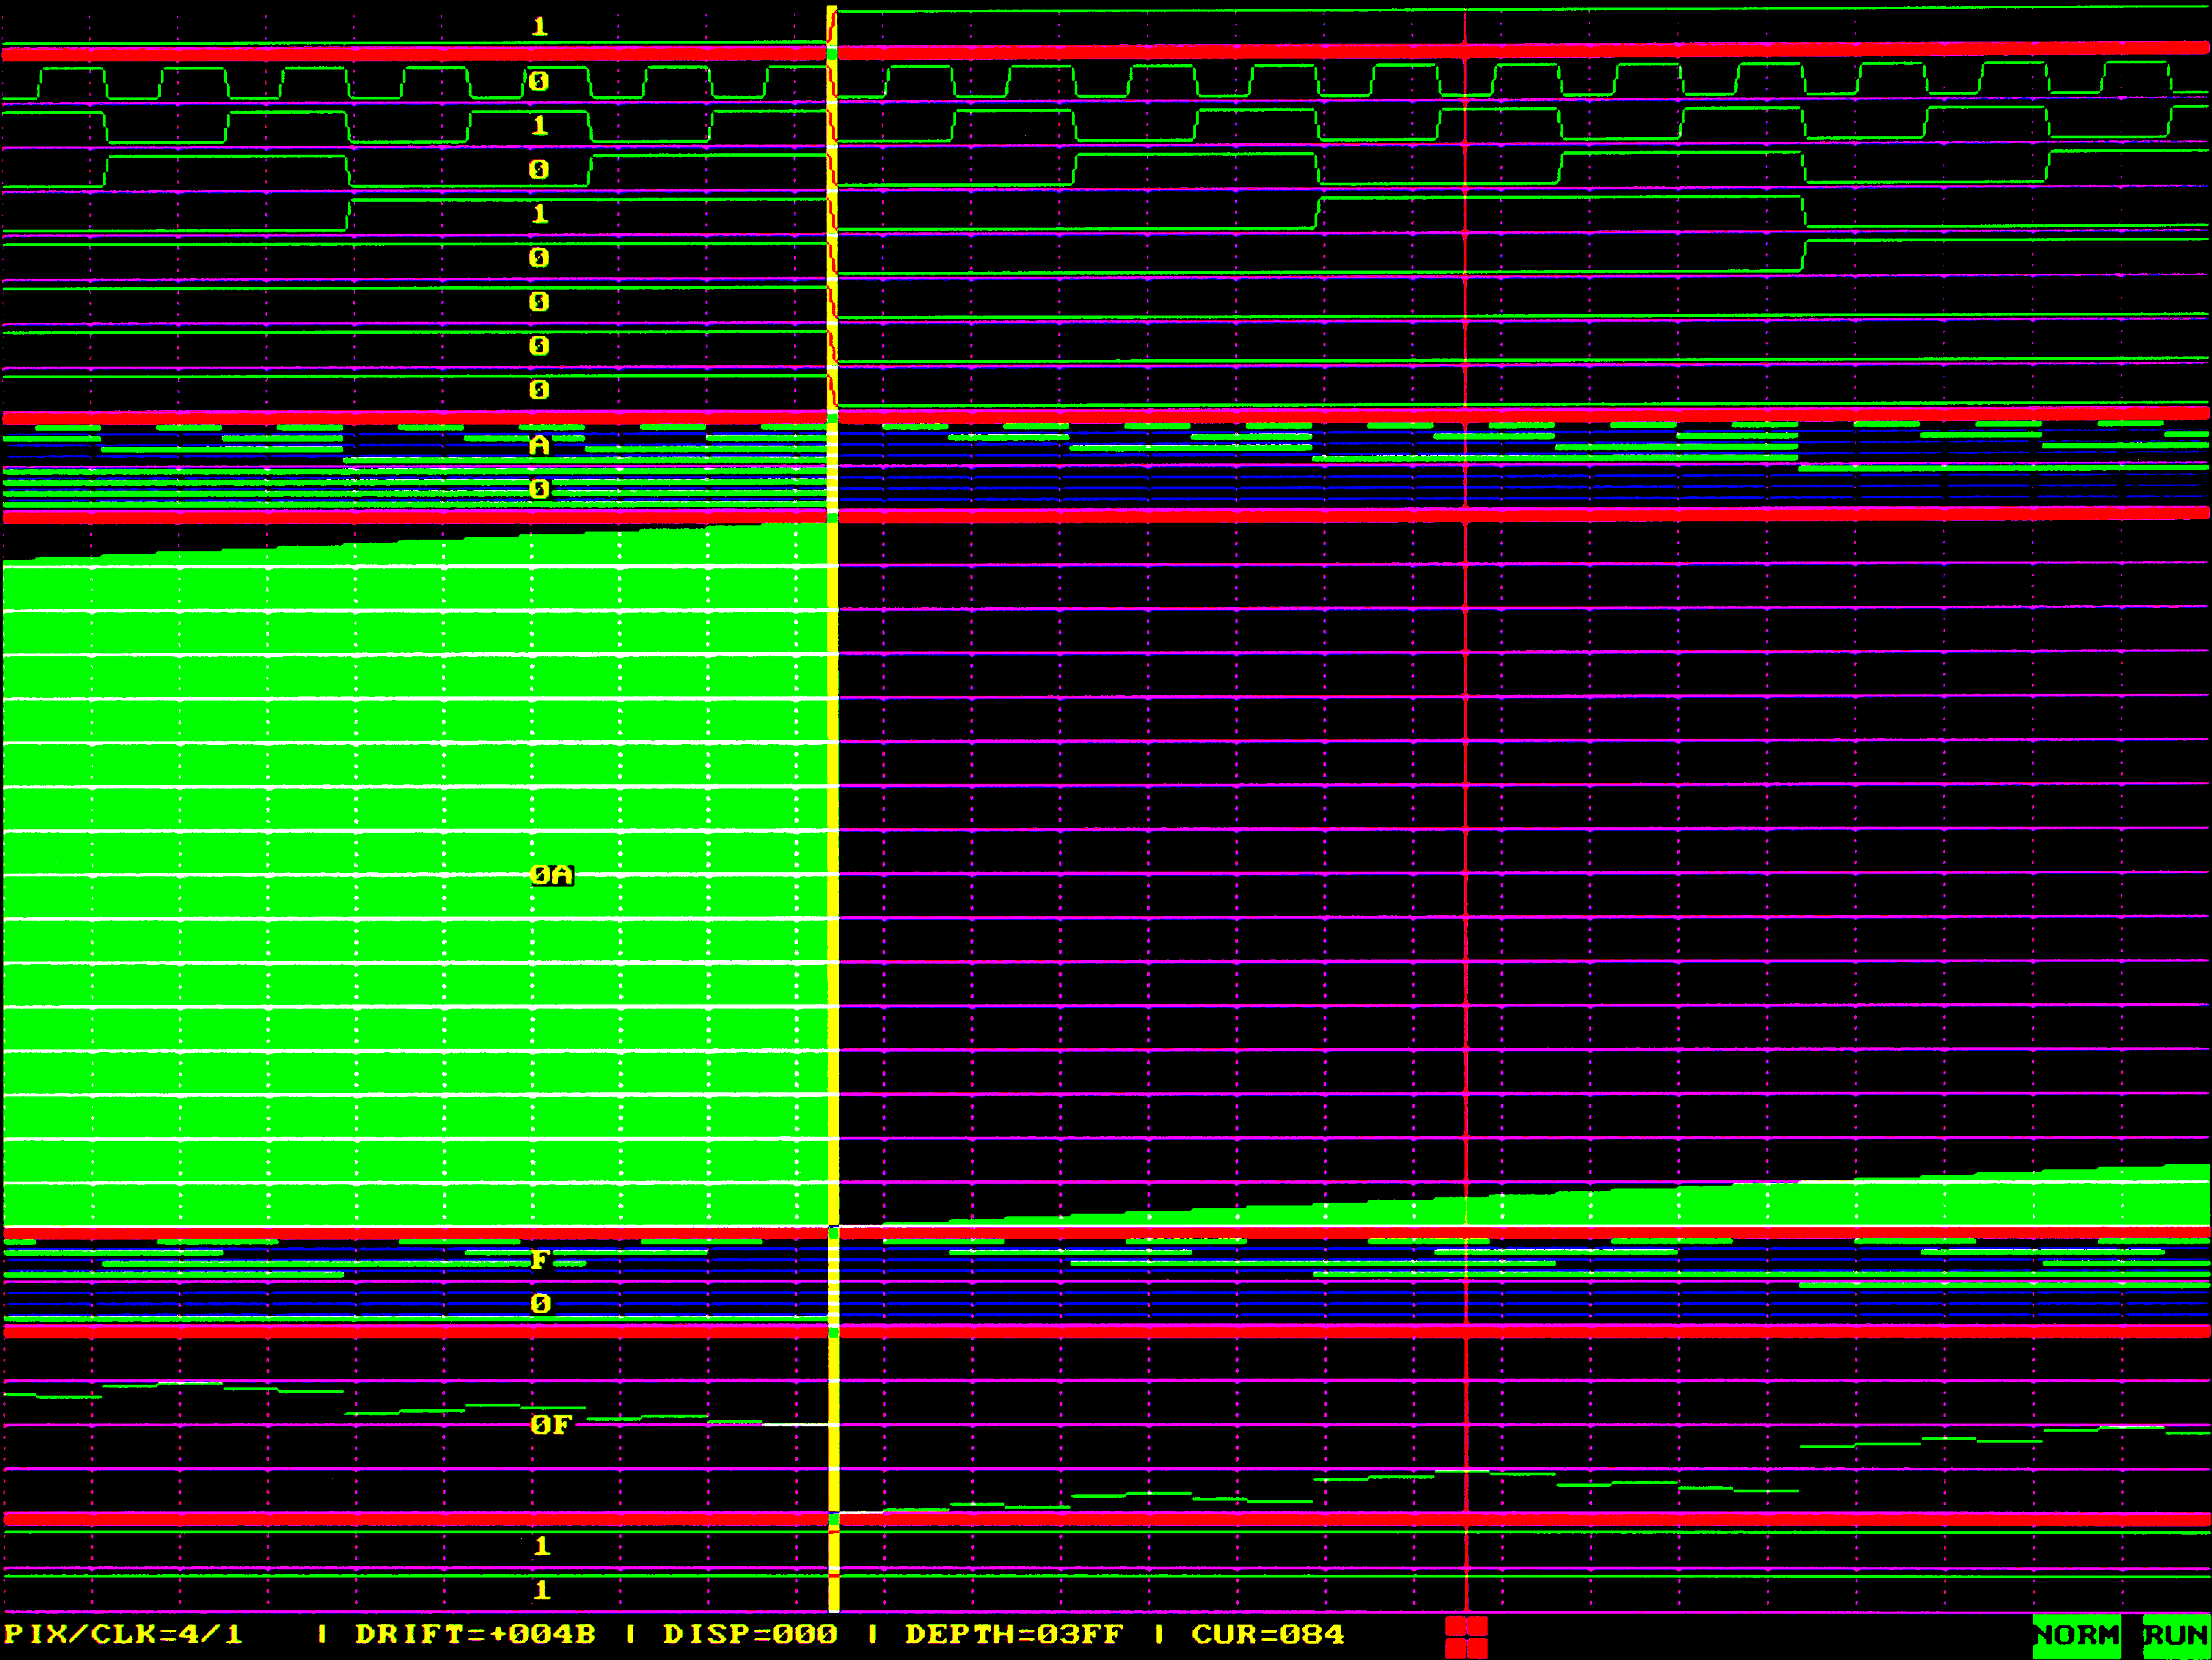 1
0
1
0
1
0
0
0
0
A
0
0A
F
0
0F
1
1
PIX/CLK=4/1 | DRIFT=+004B | DISP=000 | DEPTH=03FF | CUR=084 NORM RUN